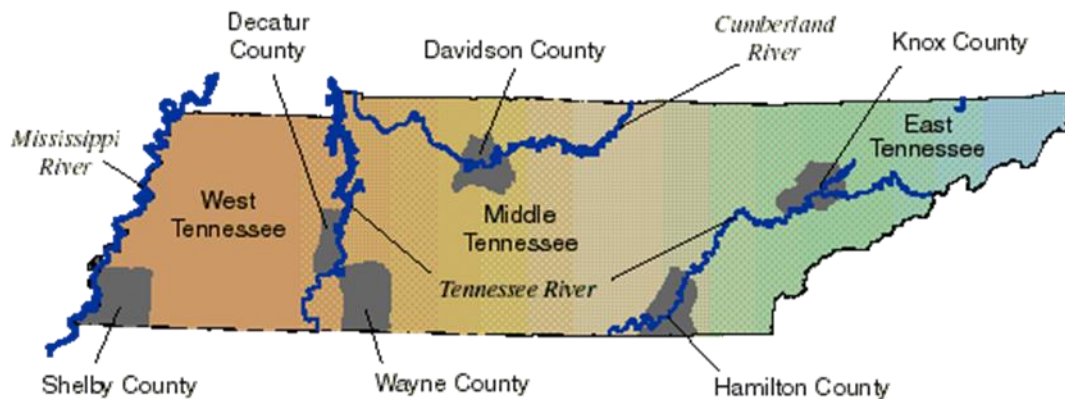 Decatur
County
Davidson County
Cumberland
River
Knox County
Mississippi
River
East
Tennessee
West
Tennessee
Middle
Tennessee
Tennessee River
Shelby County
Wayne County
Hamilton County